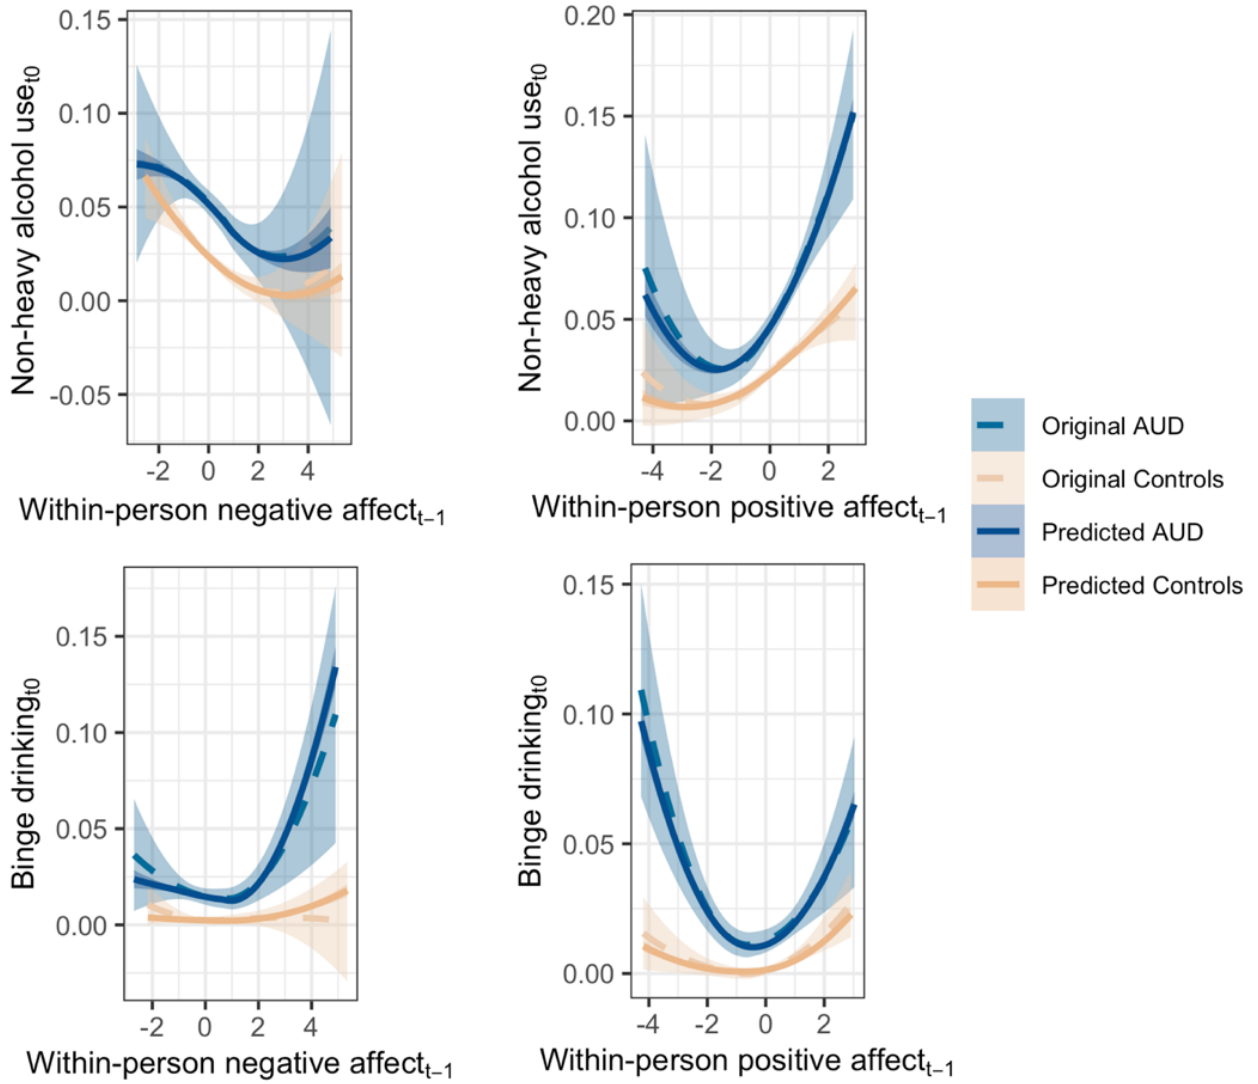 Non-heavy alcohol use_t0
0.15
0.10
0.05
0.00
-0.05
-2 0 2 4
Within-person negative affect_t−1
Non-heavy alcohol use_t0
0.20
0.15
0.10
0.05
0.00
-4 -2 0 2
Within-person positive affect_t−1
Original AUD
Original Controls
Predicted AUD
Predicted Controls
Binge drinking_t0
0.15
0.10
0.05
0.00
-2 0 2 4
Within-person negative affect_t−1
Binge drinking_t0
0.15
0.10
0.05
0.00
-4 -2 0 2
Within-person positive affect_t−1